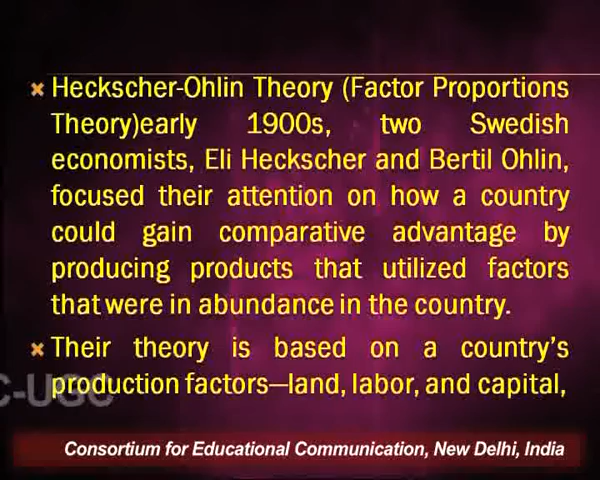 Heckscher-Ohlin Theory (Factor Proportions
Theory)early 1900s, two Swedish
economists, Eli Heckscher and Bertil Ohlin,
focused their attention on how a country
could gain comparative advantage by
producing products that utilized factors
that were in abundance in the country.
Their theory is based on a country's
production factors—land, labor, and capital,
C-UGC
Consortium for Educational Communication, New Delhi, India